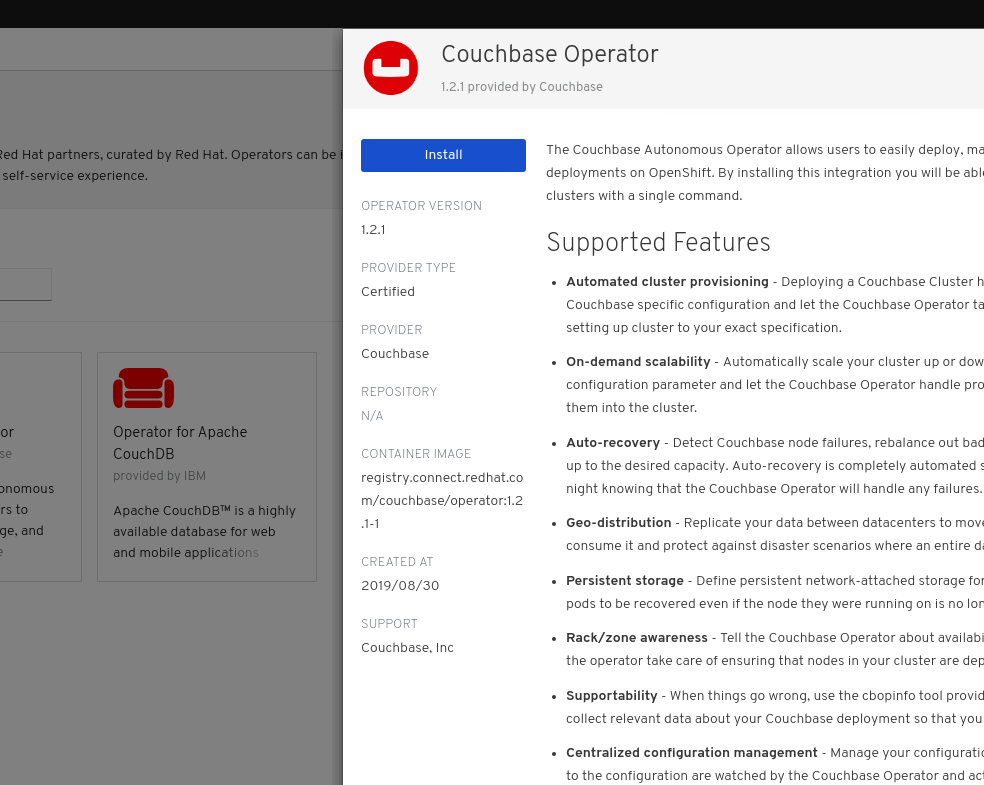 Red Hat partners, curated by Red Hat. Operators can be
self-service experience.
or
onomous
rs to
ge, and
Operator for Apache
CouchDB
provided by IBM
Apache CouchDB™ is a highly
available database for web
and mobile applications
Couchbase Operator
1.2.1 provided by Couchbase
Install
OPERATOR VERSION
1.2.1
PROVIDER TYPE
Certified
PROVIDER
Couchbase
REPOSITORY
N/A
CONTAINER IMAGE
registry.connect.redhat.co
m/couchbase/operator:1.2
.1-1
CREATED AT
2019/08/30
SUPPORT
Couchbase, Inc
The Couchbase Autonomous Operator allows users to easily deploy, ma
deployments on OpenShift. By installing this integration you will be able
clusters with a single command.
Supported Features
• Automated cluster provisioning - Deploying a Couchbase Cluster h
Couchbase specific configuration and let the Couchbase Operator ta
setting up cluster to your exact specification.
• On-demand scalability - Automatically scale your cluster up or dow
configuration parameter and let the Couchbase Operator handle pro
them into the cluster.
• Auto-recovery - Detect Couchbase node failures, rebalance out bad
up to the desired capacity. Auto-recovery is completely automated s
night knowing that the Couchbase Operator will handle any failures.
• Geo-distribution - Replicate your data between datacenters to move
consume it and protect against disaster scenarios where an entire da
• Persistent storage - Define persistent network-attached storage for
pods to be recovered even if the node they were running on is no lon
• Rack/zone awareness - Tell the Couchbase Operator about availabi
the operator take care of ensuring that nodes in your cluster are dep
• Supportability - When things go wrong, use the cbopinfo tool provid
collect relevant data about your Couchbase deployment so that you
• Centralized configuration management - Manage your configuratio
to the configuration are watched by the Couchbase Operator and act